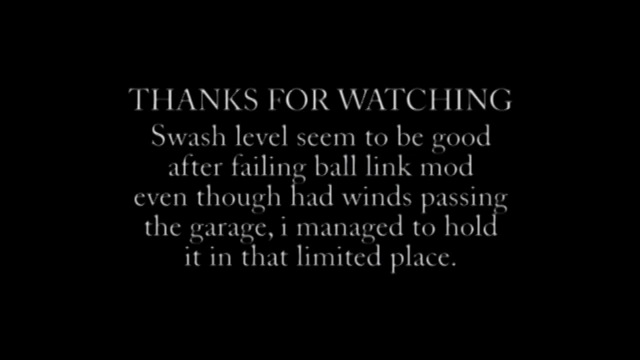 THANKS FOR WATCHING
Swash level seem to be good
after failing ball link mod
even though had winds passing
the garage, i managed to hold
it in that limited place.